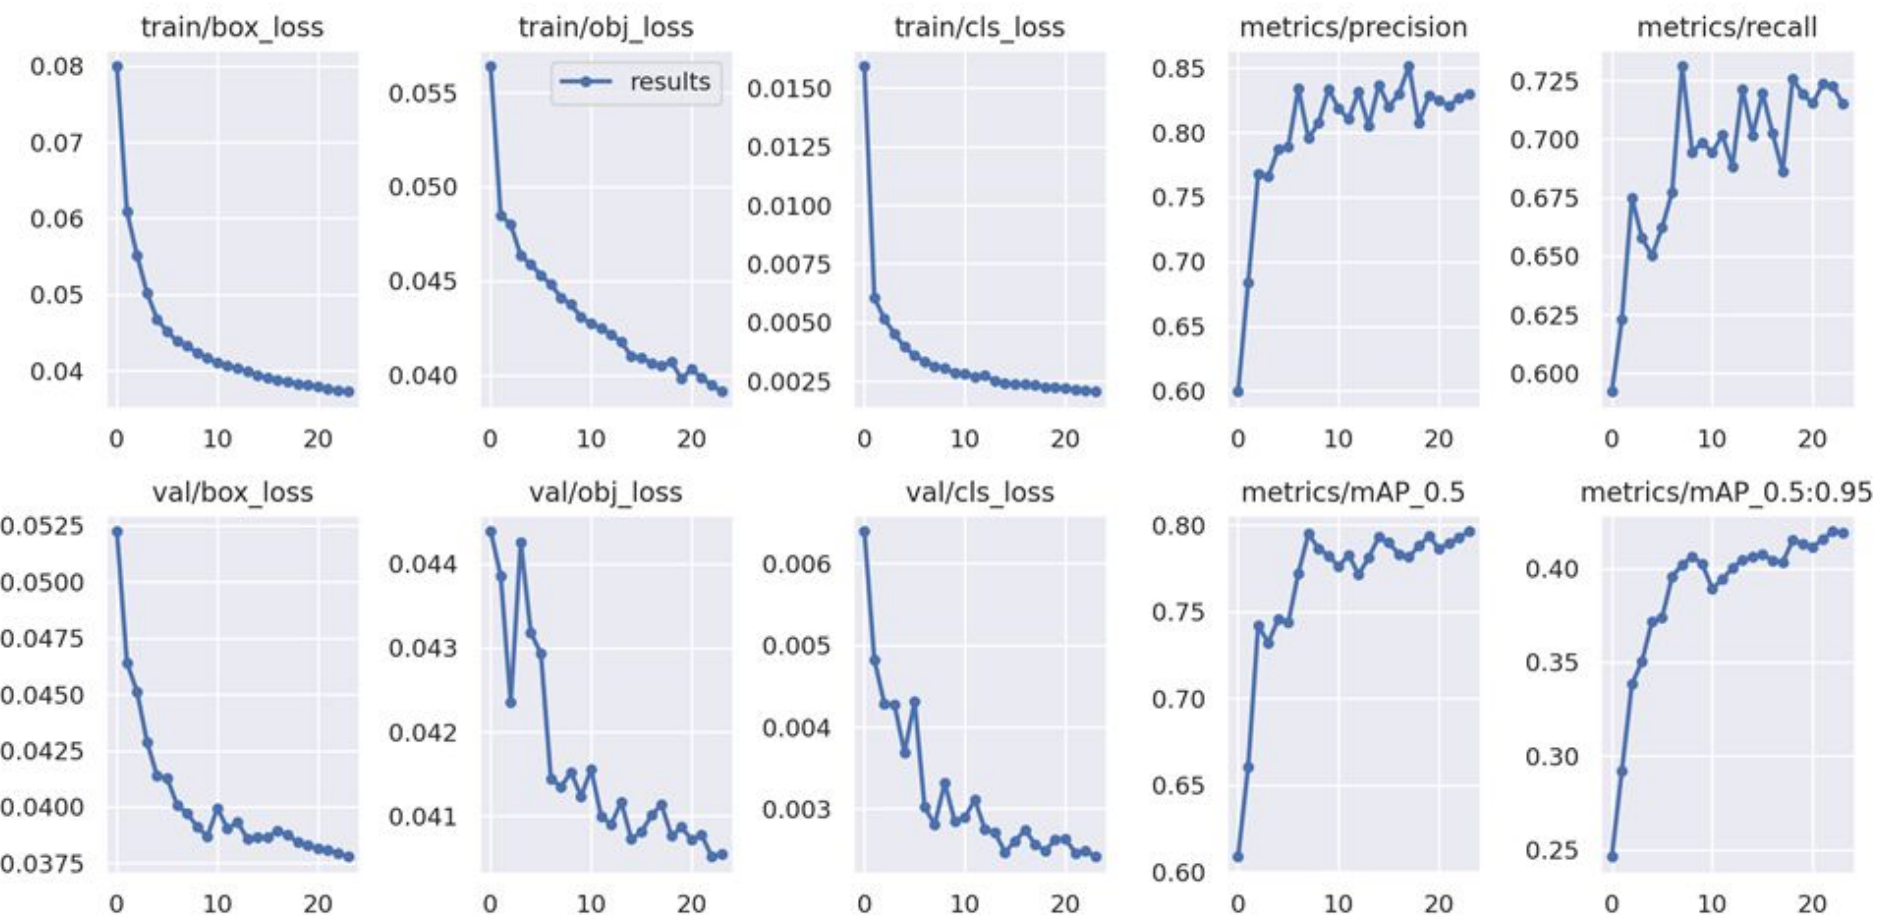 train/box_loss
train/obj_loss
train/cls_loss
metrics/precision
metrics/recall
0.08
0.07
0.06
0.05
0.04
0 10 20
results
0.055
0.050
0.045
0.040
0 10 20
0.0150
0.0125
0.0100
0.0075
0.0050
0.0025
0 10 20
0.85
0.80
0.75
0.70
0.65
0.60
0 10 20
0.725
0.700
0.675
0.650
0.625
0.600
0 10 20
val/box_loss
val/obj_loss
val/cls_loss
metrics/mAP_0.5
metrics/mAP_0.5:0.95
0.0525
0.0500
0.0475
0.0450
0.0425
0.0400
0.0375
0 10 20
0.044
0.043
0.042
0.041
0 10 20
0.006
0.005
0.004
0.003
0 10 20
0.80
0.75
0.70
0.65
0.60
0 10 20
0.40
0.35
0.30
0.25
0 10 20